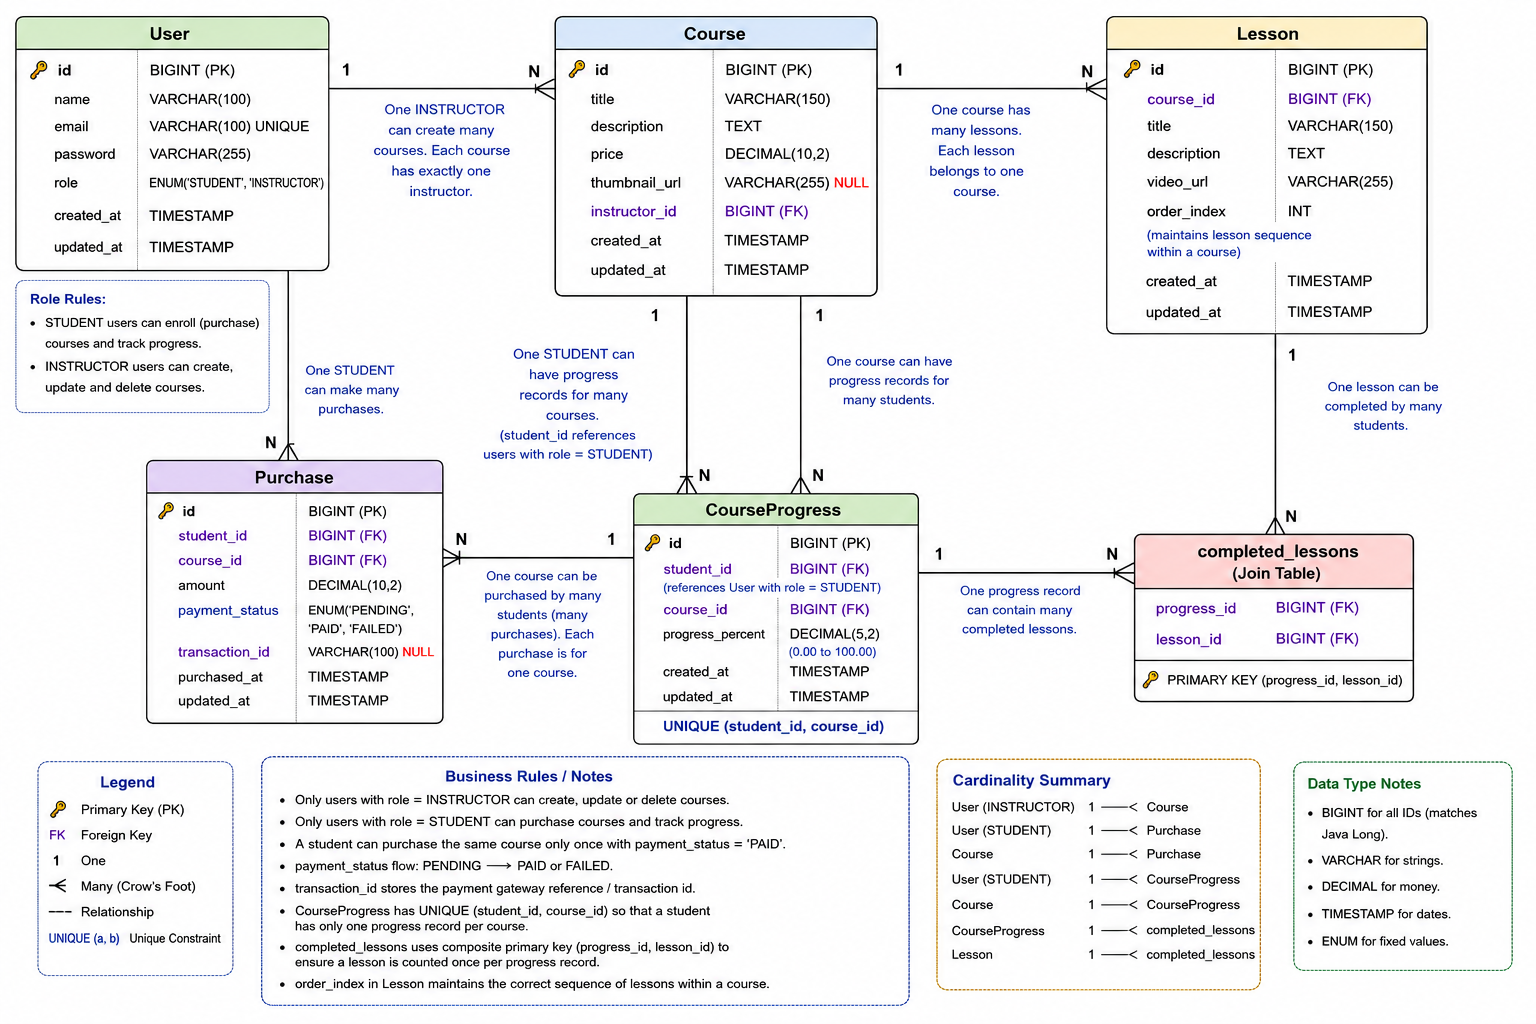 User
id BIGINT (PK)
name VARCHAR(100)
email VARCHAR(100) UNIQUE
password VARCHAR(255)
role ENUM('STUDENT', 'INSTRUCTOR')
created_at TIMESTAMP
updated_at TIMESTAMP
1
N
One INSTRUCTOR
can create many
courses. Each course
has exactly one
instructor.
Course
id BIGINT (PK)
title VARCHAR(150)
description TEXT
price DECIMAL(10,2)
thumbnail_url VARCHAR(255) NULL
instructor_id BIGINT (FK)
created_at TIMESTAMP
updated_at TIMESTAMP
1
N
One course has
many lessons.
Each lesson
belongs to one
course.
Lesson
id BIGINT (PK)
course_id BIGINT (FK)
title VARCHAR(150)
description TEXT
video_url VARCHAR(255)
order_index INT
(maintains lesson sequence
within a course)
created_at TIMESTAMP
updated_at TIMESTAMP
Role Rules:
• STUDENT users can enroll (purchase)
courses and track progress.
• INSTRUCTOR users can create,
update and delete courses.
One STUDENT
can make many
purchases.
N
1
One STUDENT can
have progress
records for many
courses.
(student_id references
users with role = STUDENT)
N
1
One course can have
progress records for
many students.
N
1
One lesson can be
completed by many
students.
N
Purchase
id BIGINT (PK)
student_id BIGINT (FK)
course_id BIGINT (FK)
amount DECIMAL(10,2)
payment_status ENUM('PENDING',
'PAID', 'FAILED')
transaction_id VARCHAR(100) NULL
purchased_at TIMESTAMP
updated_at TIMESTAMP
N
1
One course can be
purchased by many
students (many
purchases). Each
purchase is for
one course.
CourseProgress
id BIGINT (PK)
student_id BIGINT (FK)
(references User with role = STUDENT)
course_id BIGINT (FK)
progress_percent DECIMAL(5,2)
(0.00 to 100.00)
created_at TIMESTAMP
updated_at TIMESTAMP
UNIQUE (student_id, course_id)
1
N
One progress record
can contain many
completed lessons.
completed_lessons
(Join Table)
progress_id BIGINT (FK)
lesson_id BIGINT (FK)
PRIMARY KEY (progress_id, lesson_id)
Legend
Primary Key (PK)
FK Foreign Key
1 One
Many (Crow's Foot)
Relationship
UNIQUE (a, b) Unique Constraint
Business Rules / Notes
• Only users with role = INSTRUCTOR can create, update or delete courses.
• Only users with role = STUDENT can purchase courses and track progress.
• A student can purchase the same course only once with payment_status = 'PAID'.
• payment_status flow: PENDING ⟶ PAID or FAILED.
• transaction_id stores the payment gateway reference / transaction id.
• CourseProgress has UNIQUE (student_id, course_id) so that a student
has only one progress record per course.
• completed_lessons uses composite primary key (progress_id, lesson_id) to
ensure a lesson is counted once per progress record.
• order_index in Lesson maintains the correct sequence of lessons within a course.
Cardinality Summary
User (INSTRUCTOR) 1 —< Course
User (STUDENT) 1 —< Purchase
Course 1 —< Purchase
User (STUDENT) 1 —< CourseProgress
Course 1 —< CourseProgress
CourseProgress 1 —< completed_lessons
Lesson 1 —< completed_lessons
Data Type Notes
• BIGINT for all IDs (matches
Java Long).
• VARCHAR for strings.
• DECIMAL for money.
• TIMESTAMP for dates.
• ENUM for fixed values.